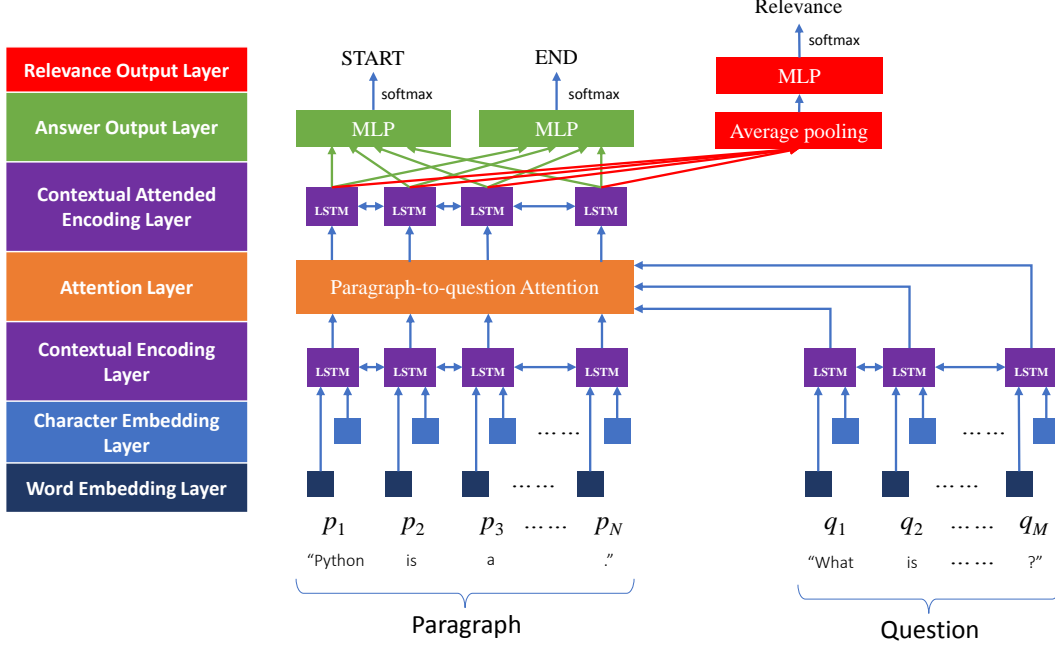 Relevance
softmax
START
END
Relevance Output Layer
MLP
softmax
softmax
Answer Output Layer
MLP
MLP
Average pooling
Contextual Attended
Encoding Layer
LSTM
LSTM
LSTM
LSTM
Attention Layer
Paragraph-to-question Attention
Contextual Encoding
Layer
LSTM
LSTM
LSTM
LSTM
LSTM
LSTM
LSTM
Character Embedding
Layer
……
……
Word Embedding Layer
……
……
p1 p2 p3 …… pN
q1 q2 …… qM
“Python is a .”
“What is …… ?”
Paragraph
Question